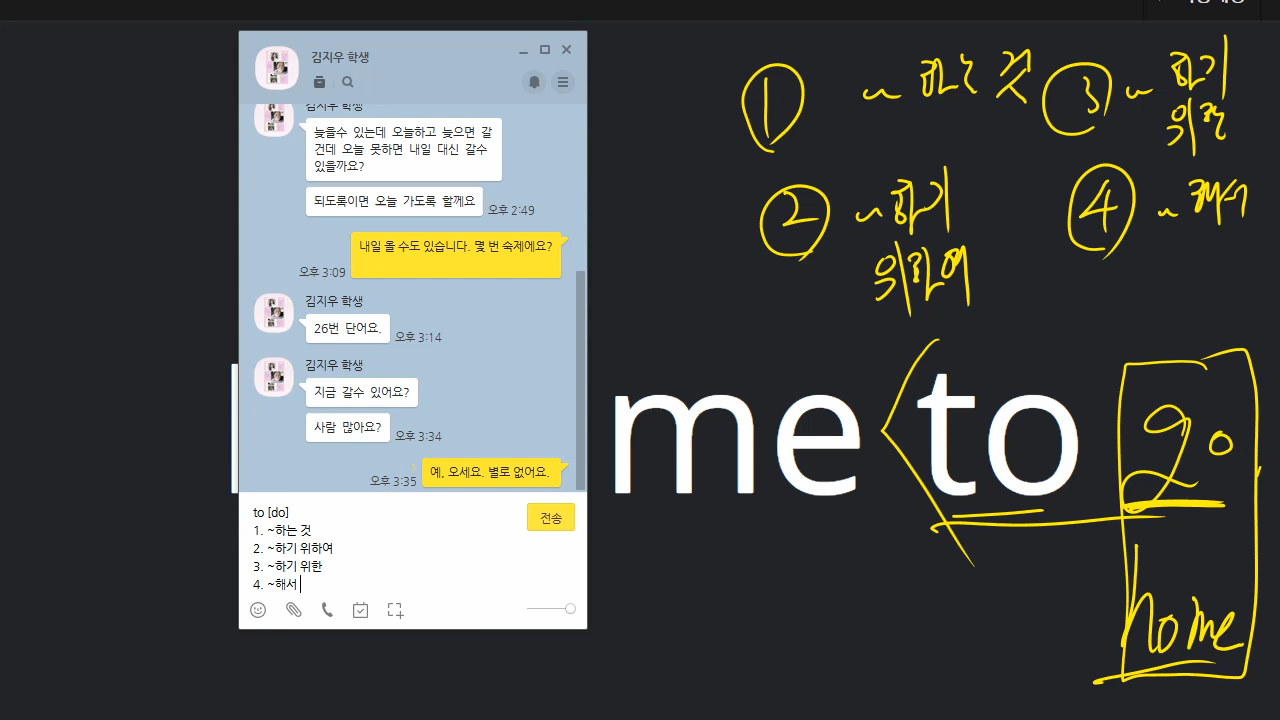 김지우 학생
김지우 학생
늦을수 있는데 오늘하고 늦으면 갈
건데 오늘 못하면 내일 대신 갈수
있을까요?
되도록이면 오늘 가도록 할께요
오후 2:49
내일 올 수도 있습니다. 몇 번 숙제에요?
오후 3:09
김지우 학생
26번 단어요.
오후 3:14
김지우 학생
지금 갈수 있어요?
사람 많아요?
오후 3:34
예, 오세요. 별로 없어요.
오후 3:35
to [do]
1. ~하는 것
2. ~하기 위하여
3. ~하기 위한
4. ~해서
전송
① ~하는 것
② ~하기
위하여
③ ~하기
위한
④ ~해서
me to
go
home